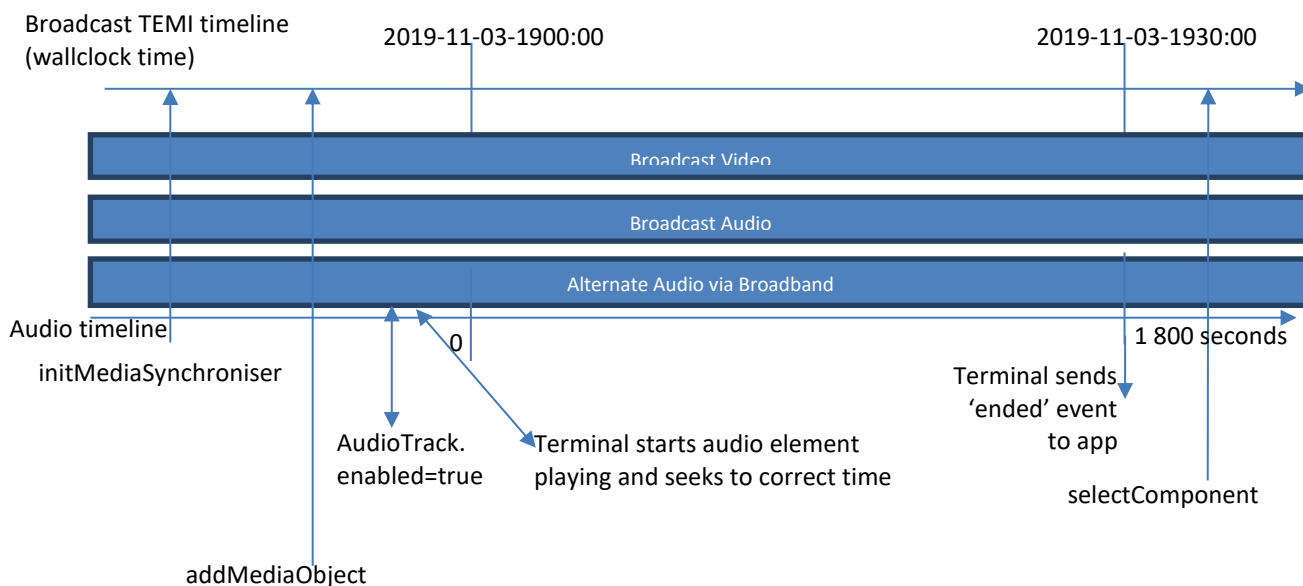 Broadcast TEMI timeline
(wallclock time)
2019-11-03-1900:00
2019-11-03-1930:00
Broadcast Video
Broadcast Audio
Alternate Audio via Broadband
Audio timeline
0
1 800 seconds
initMediaSynchroniser
Terminal sends
‘ended’ event
to app
AudioTrack.
enabled=true
Terminal starts audio element
playing and seeks to correct time
selectComponent
addMediaObject